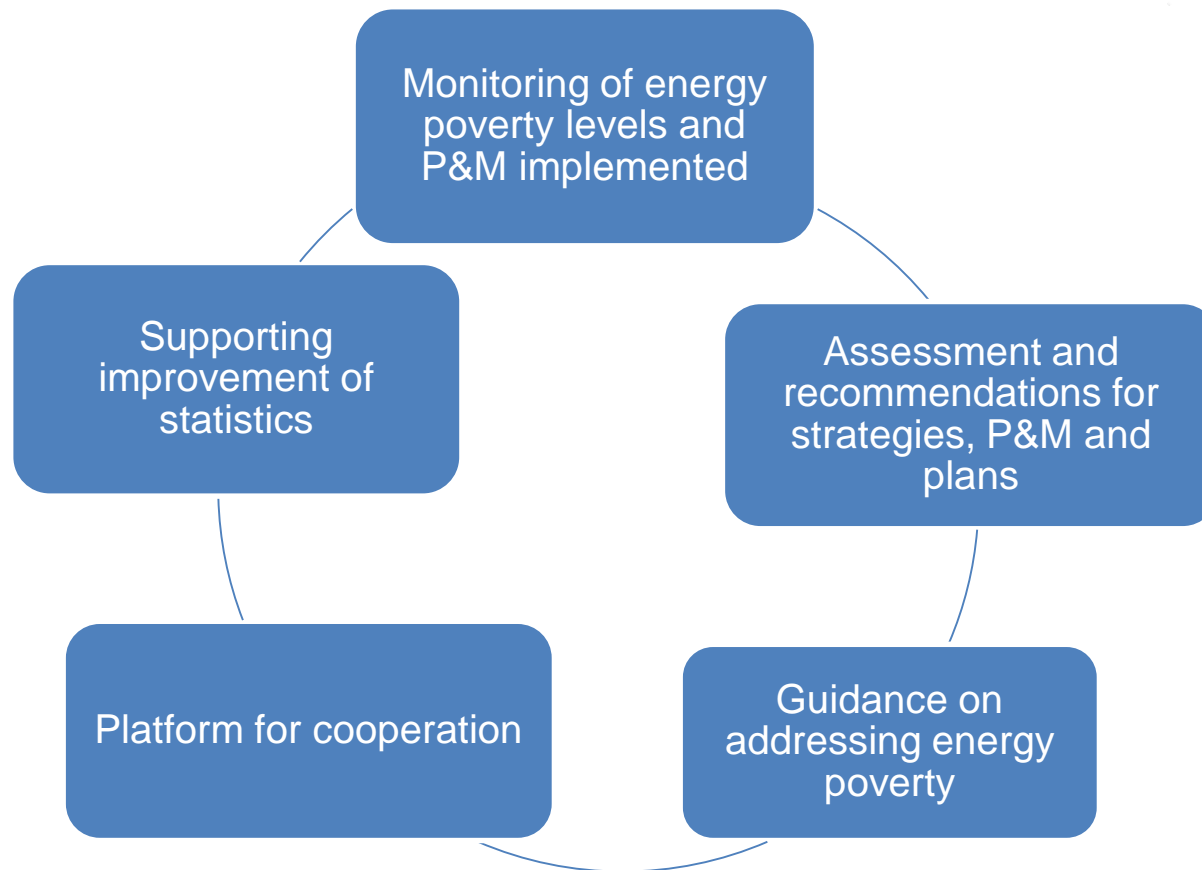 Monitoring of energy
poverty levels and
P&M implemented
Assessment and
recommendations for
strategies, P&M and
plans
Guidance on
addressing energy
poverty
Platform for cooperation
Supporting
improvement of
statistics